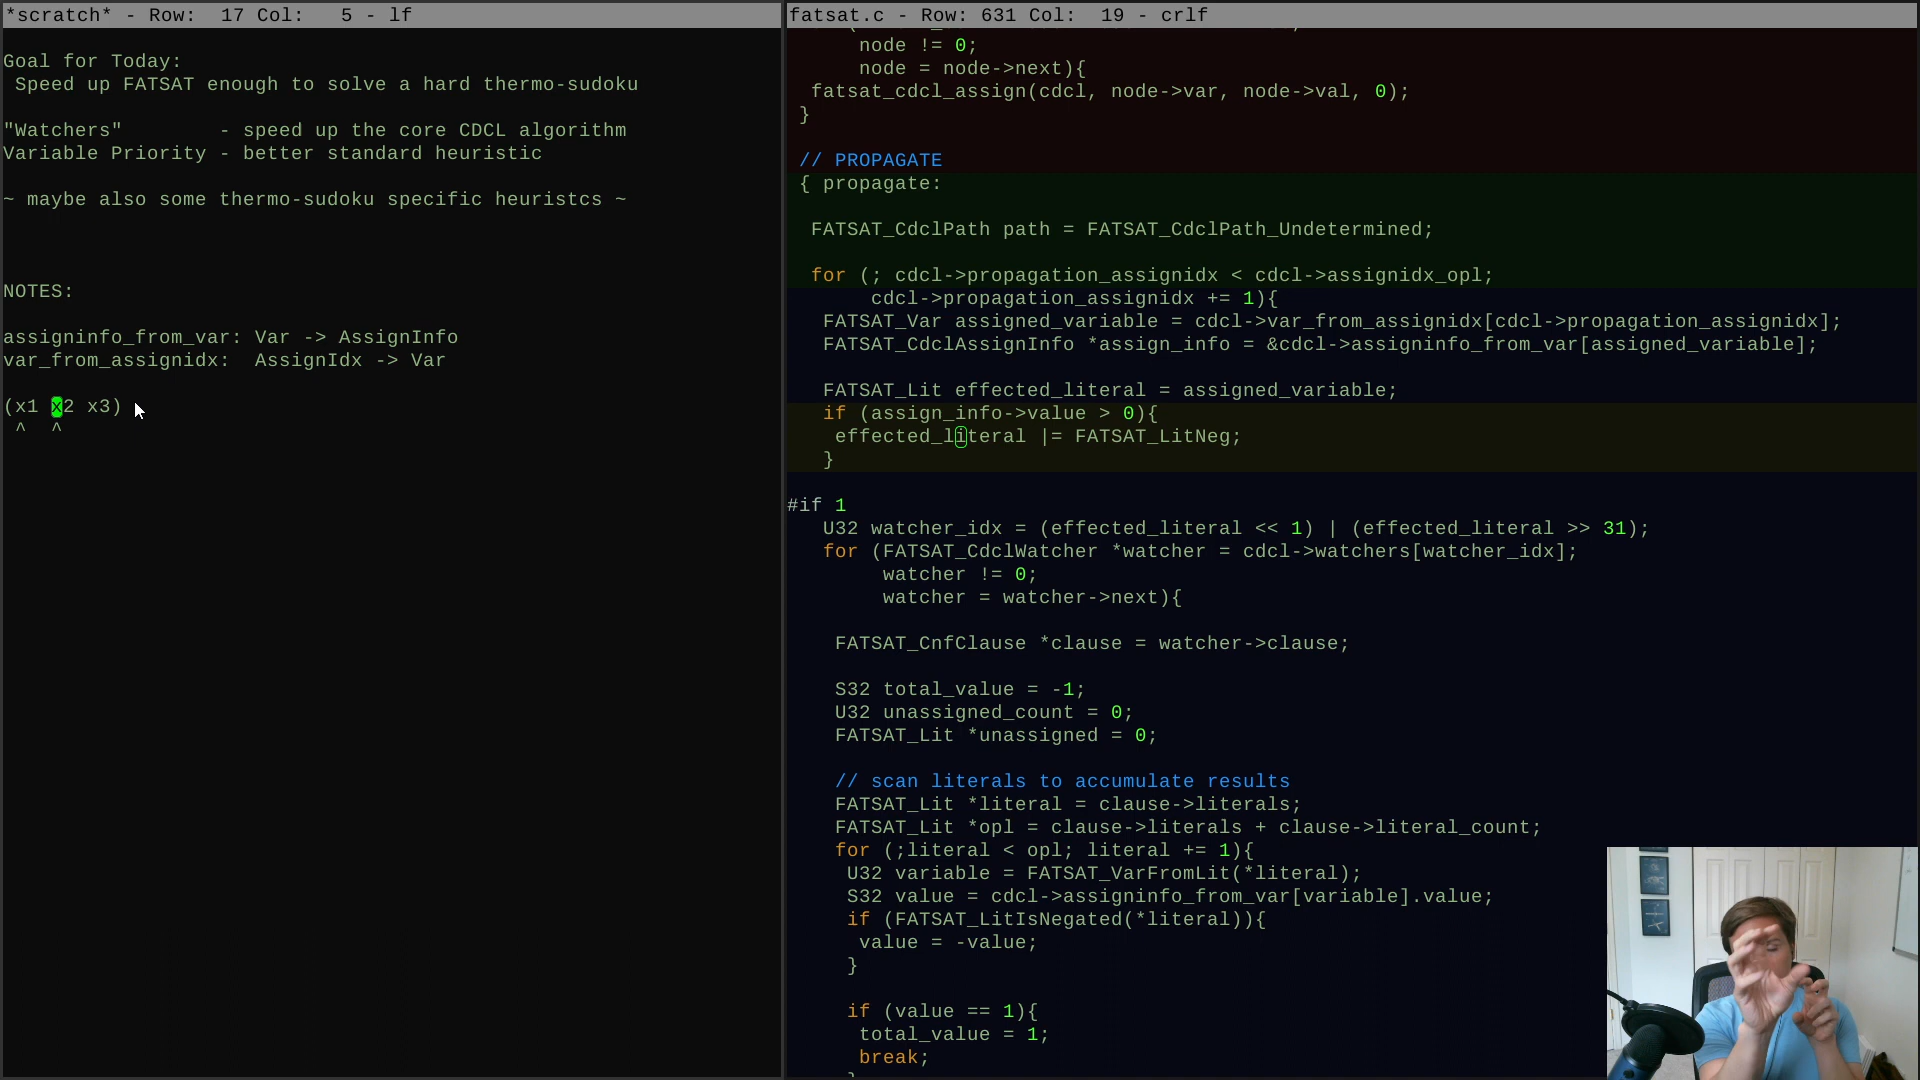 *scratch* - Row:  17 Col:   5 - lf
Goal for Today:
Speed up FATSAT enough to solve a hard thermo-sudoku
"Watchers"        - speed up the core CDCL algorithm
Variable Priority - better standard heuristic
~ maybe also some thermo-sudoku specific heuristcs ~
NOTES:
assigninfo_from_var: Var -> AssignInfo
var_from_assignidx:  AssignIdx -> Var
(x1 x2 x3)
^  ^
fatsat.c - Row: 631 Col:  19 - crlf
node != 0;
node = node->next){
fatsat_cdcl_assign(cdcl, node->var, node->val, 0);
}
// PROPAGATE
{ propagate:
FATSAT_CdclPath path = FATSAT_CdclPath_Undetermined;
for (; cdcl->propagation_assignidx < cdcl->assignidx_opl;
cdcl->propagation_assignidx += 1){
FATSAT_Var assigned_variable = cdcl->var_from_assignidx[cdcl->propagation_assignidx];
FATSAT_CdclAssignInfo *assign_info = &cdcl->assigninfo_from_var[assigned_variable];
FATSAT_Lit effected_literal = assigned_variable;
if (assign_info->value > 0){
effected_literal |= FATSAT_LitNeg;
}
#if 1
U32 watcher_idx = (effected_literal << 1) | (effected_literal >> 31);
for (FATSAT_CdclWatcher *watcher = cdcl->watchers[watcher_idx];
watcher != 0;
watcher = watcher->next){
FATSAT_CnfClause *clause = watcher->clause;
S32 total_value = -1;
U32 unassigned_count = 0;
FATSAT_Lit *unassigned = 0;
// scan literals to accumulate results
FATSAT_Lit *literal = clause->literals;
FATSAT_Lit *opl = clause->literals + clause->literal_count;
for (;literal < opl; literal += 1){
U32 variable = FATSAT_VarFromLit(*literal);
S32 value = cdcl->assigninfo_from_var[variable].value;
if (FATSAT_LitIsNegated(*literal)){
value = -value;
}
if (value == 1){
total_value = 1;
break;